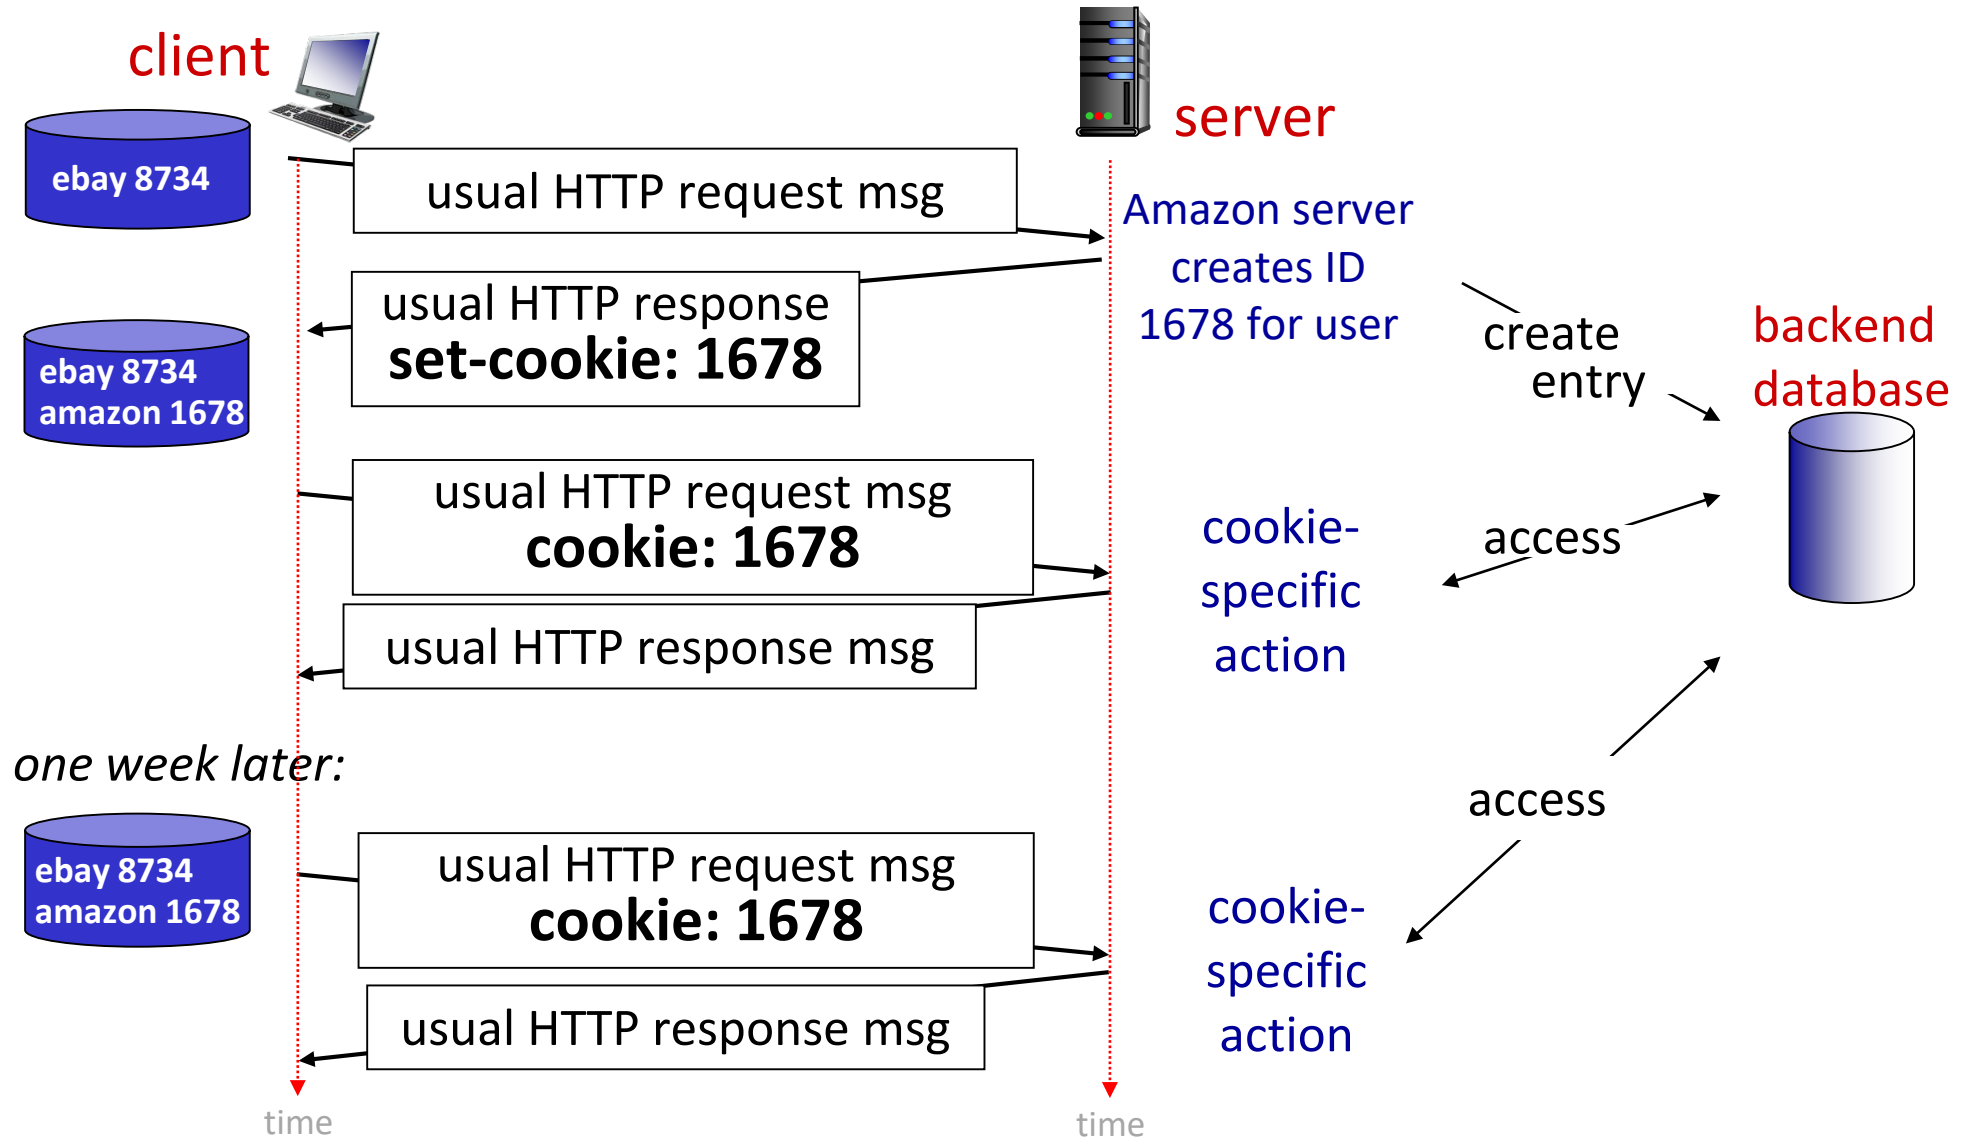 client
server
ebay 8734
usual HTTP request msg
Amazon server
creates ID
1678 for user
usual HTTP response
set-cookie: 1678
ebay 8734
amazon 1678
create
entry
backend
database
usual HTTP request msg
cookie: 1678
cookie-
specific
action
access
usual HTTP response msg
one week later:
access
ebay 8734
amazon 1678
usual HTTP request msg
cookie: 1678
cookie-
specific
action
usual HTTP response msg
time
time